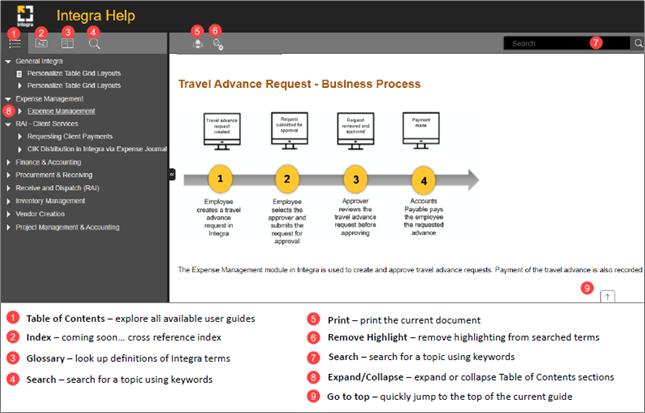 Integra
Integra Help
1
2
3
4
5
6
7
Search
General Integra
Personalize Table Grid Layouts
Personalize Table Grid Layouts
Expense Management
8
Expense Management
RAI - Client Services
Requesting Client Payments
CIK Distribution in Integra via Expense Journal
Finance & Accounting
Procurement & Receiving
Receive and Dispatch (RAI)
Inventory Management
Vendor Creation
Project Management & Accounting
Travel Advance Request - Business Process
Travel advance
request
created
Request
submitted for
approval
Request
reviewed and
approved
Payment
made
1
2
3
4
Employee
creates a travel
advance
request in
Integra
Employee
selects the
approver and
submits the
request for
approval
Approver
reviews the
travel advance
request before
approving
Accounts
Payable pays
the employee
the requested
advance
The Expense Management module in Integra is used to create and approve travel advance requests. Payment of the travel advance is also recorded
9
1 Table of Contents – explore all available user guides
2 Index – coming soon... cross reference index
3 Glossary – look up definitions of Integra terms
4 Search – search for a topic using keywords
5 Print – print the current document
6 Remove Highlight – remove highlighting from searched terms
7 Search – search for a topic using keywords
8 Expand/Collapse – expand or collapse Table of Contents sections
9 Go to top – quickly jump to the top of the current guide